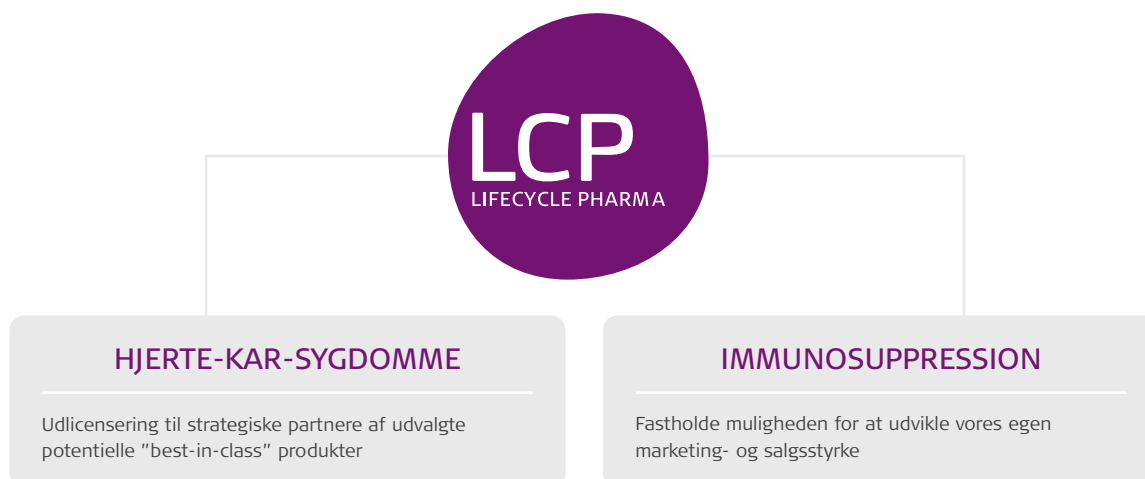 LCP
LIFECYCLE PHARMA
HJERTE-KAR-SYGDOMME
Udlicensering til strategiske partnere af udvalgte
potentielle ”best-in-class” produkter
IMMUNOSUPPRESSION
Fastholde muligheden for at udvikle vores egen
marketing- og salgsstyrke